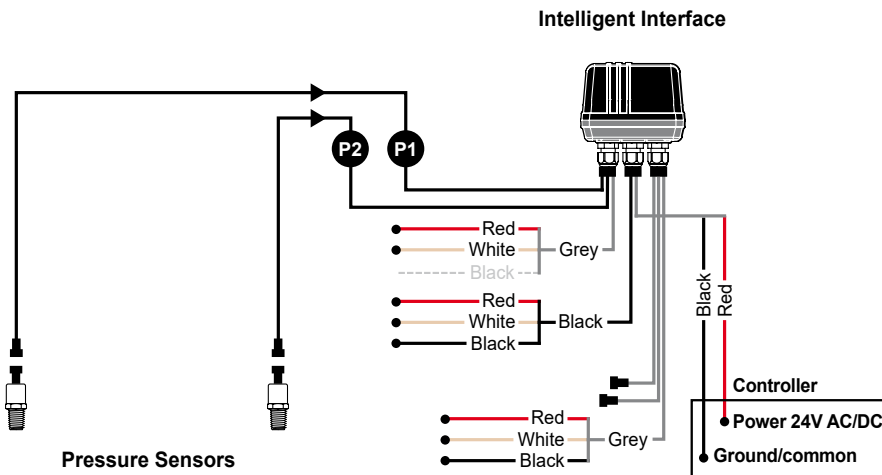 Intelligent Interface
P2
P1
Red
White
Grey
Black
Red
White
Black
Black
Black
Red
Controller
Power 24V AC/DC
Ground/common
Red
White
Grey
Black
Pressure Sensors